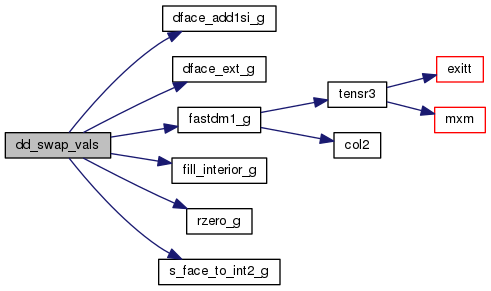 dface_add1si_g
dface_ext_g
exitt
tensr3
fastdm1_g
mxm
dd_swap_vals
col2
fill_interior_g
rzero_g
s_face_to_int2_g